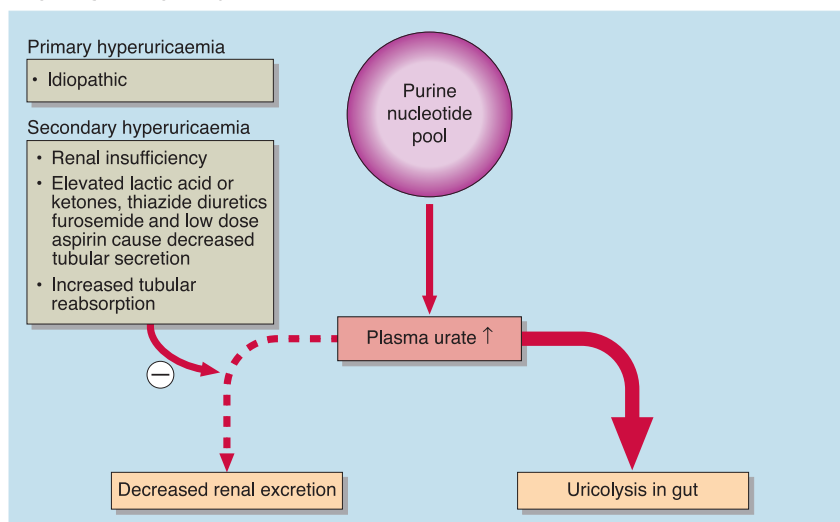 Primary hyperuricaemia
• Idiopathic
Secondary hyperuricaemia
• Renal insufficiency
• Elevated lactic acid or
ketones, thiazide diuretics
furosemide and low dose
aspirin cause decreased
tubular secretion
• Increased tubular
reabsorption
Purine
nucleotide
pool
Plasma urate ↑
−
Decreased renal excretion
Uricolysis in gut